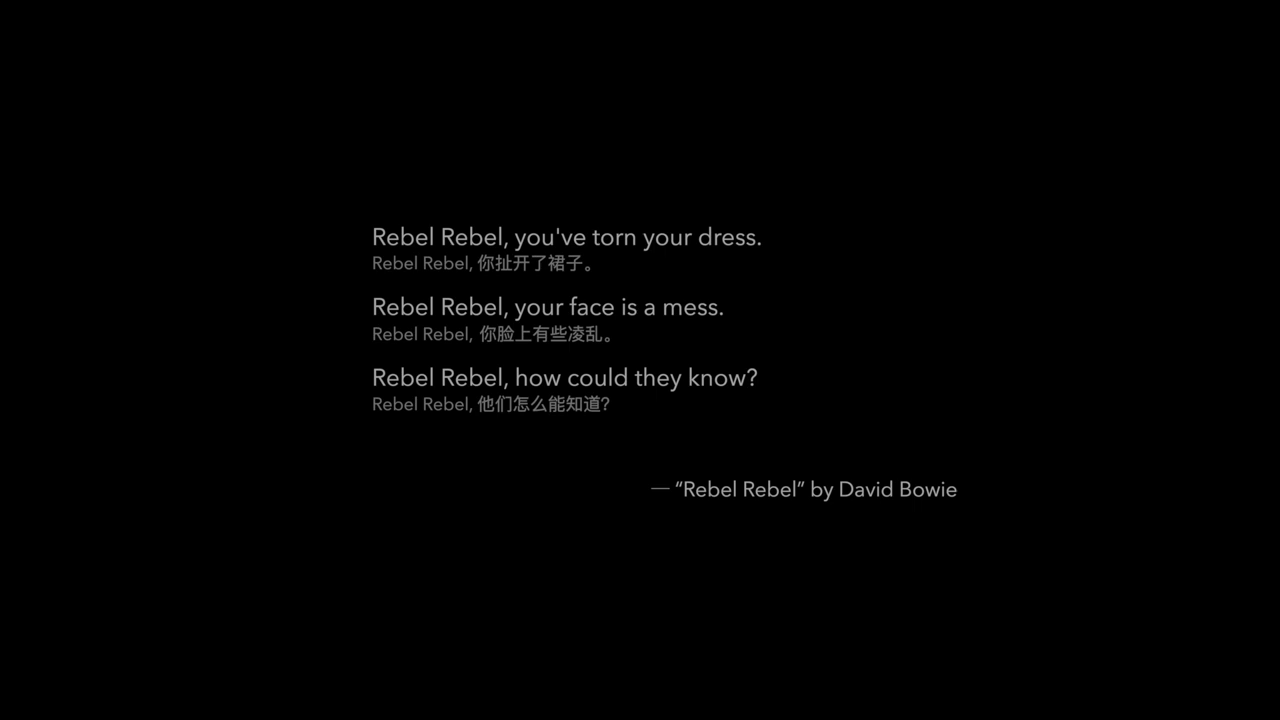 Rebel Rebel, you've torn your dress.
Rebel Rebel, 你扯开了裙子。
Rebel Rebel, your face is a mess.
Rebel Rebel, 你脸上有些凌乱。
Rebel Rebel, how could they know?
Rebel Rebel, 他们怎么能知道?
— “Rebel Rebel” by David Bowie